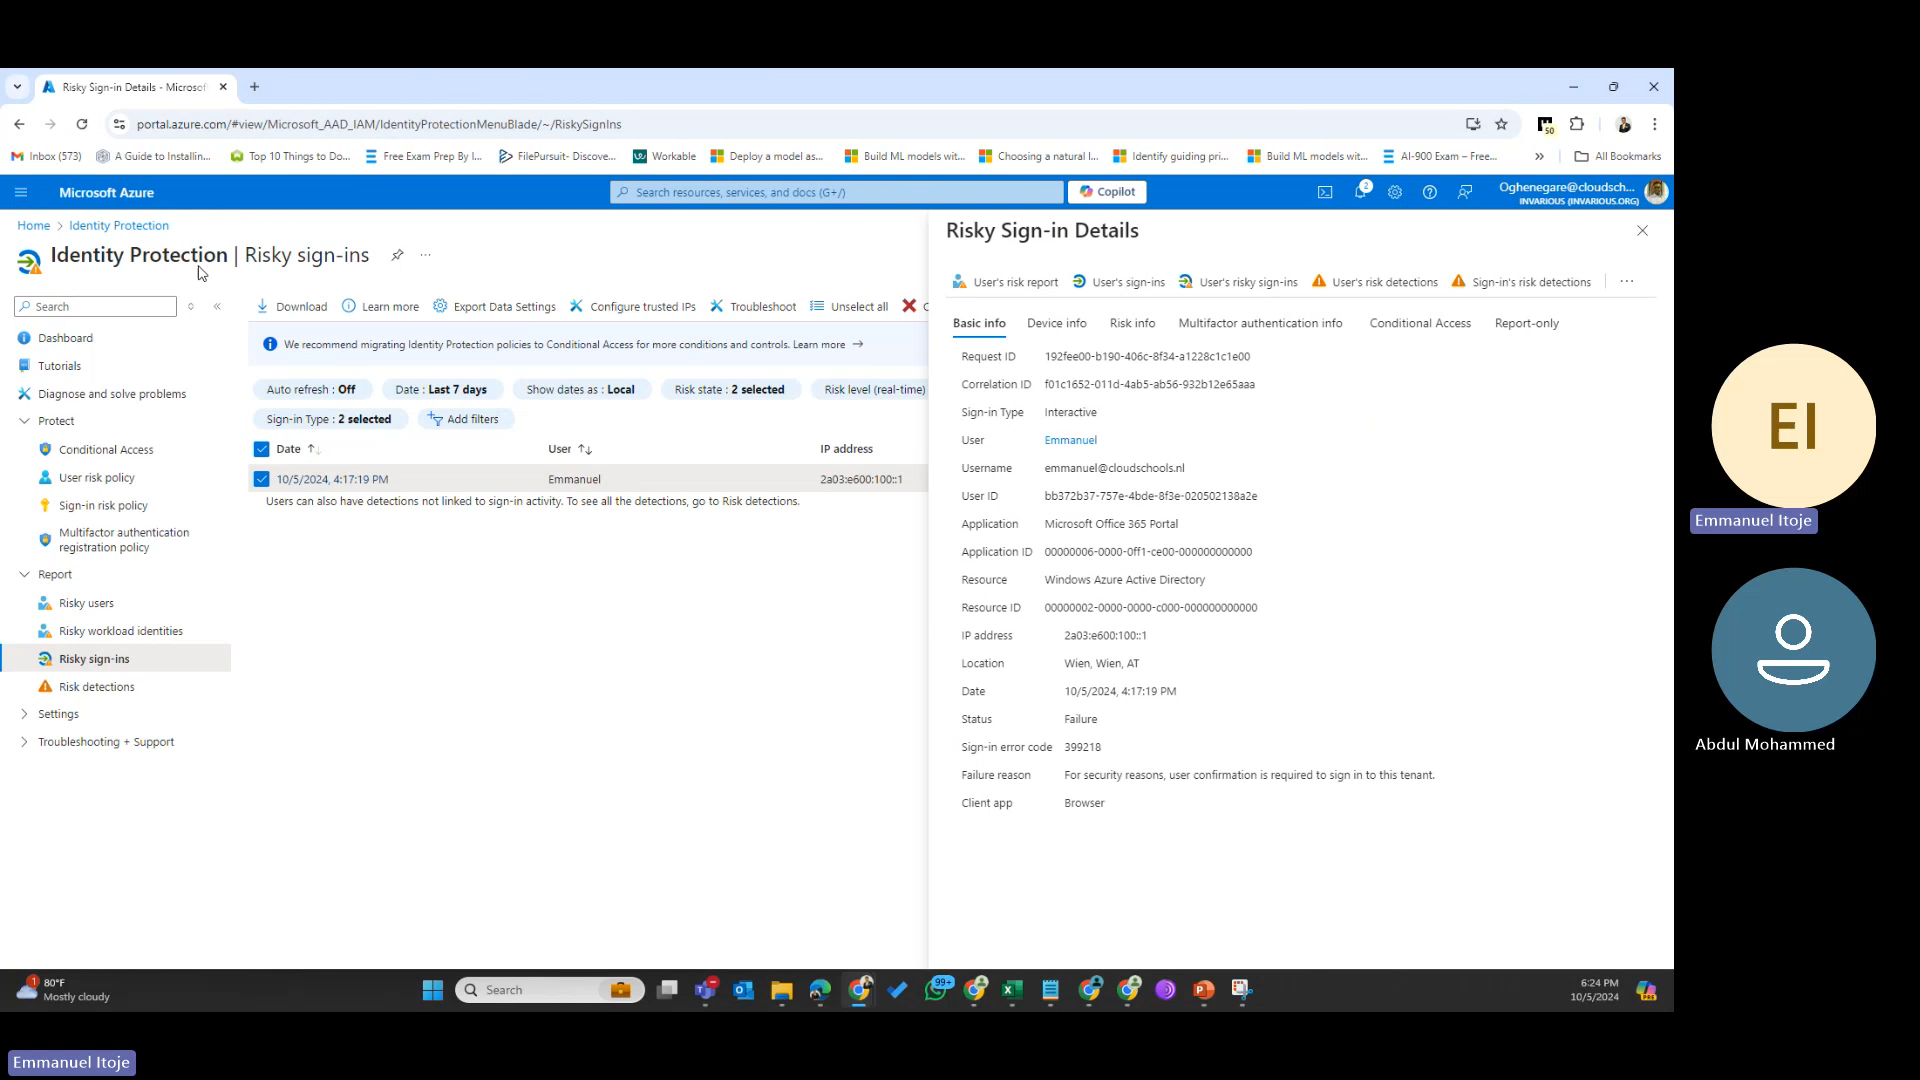 Risky Sign-in Details - Microsof
portal.azure.com/#view/Microsoft_AAD_IAM/IdentityProtectionMenuBlade/~/RiskySignIns
50
Inbox (573)
A Guide to Installin...
Top 10 Things to Do...
Free Exam Prep By I...
FilePursuit- Discove...
Workable
Deploy a model as...
Build ML models wit...
Choosing a natural l...
Identify guiding pri...
Build ML models wit...
AI-900 Exam – Free...
»
All Bookmarks
Microsoft Azure
Search resources, services, and docs (G+/)
Copilot
2
Oghenegare@cloudsch...
INVARIOUS (INVARIOUS.ORG)
Home > Identity Protection
Identity Protection | Risky sign-ins
...
Search
«
Dashboard
Tutorials
Diagnose and solve problems
Protect
Conditional Access
User risk policy
Sign-in risk policy
Multifactor authentication
registration policy
Report
Risky users
Risky workload identities
Risky sign-ins
Risk detections
Settings
Troubleshooting + Support
Download
Learn more
Export Data Settings
Configure trusted IPs
Troubleshoot
Unselect all
We recommend migrating Identity Protection policies to Conditional Access for more conditions and controls. Learn more →
Auto refresh : Off
Date : Last 7 days
Show dates as : Local
Risk state : 2 selected
Risk level (real-time)
Sign-in Type : 2 selected
Add filters
Date ↑↓
User ↑↓
IP address
10/5/2024, 4:17:19 PM
Emmanuel
2a03:e600:100::1
Users can also have detections not linked to sign-in activity. To see all the detections, go to Risk detections.
Risky Sign-in Details
User's risk report
User's sign-ins
User's risky sign-ins
User's risk detections
Sign-in's risk detections
...
Basic info
Device info
Risk info
Multifactor authentication info
Conditional Access
Report-only
Request ID 192fee00-b190-406c-8f34-a1228c1c1e00
Correlation ID f01c1652-011d-4ab5-ab56-932b12e65aaa
Sign-in Type Interactive
User Emmanuel
Username emmanuel@cloudschools.nl
User ID bb372b37-757e-4bde-8f3e-020502138a2e
Application Microsoft Office 365 Portal
Application ID 00000006-0000-0ff1-ce00-000000000000
Resource Windows Azure Active Directory
Resource ID 00000002-0000-0000-c000-000000000000
IP address 2a03:e600:100::1
Location Wien, Wien, AT
Date 10/5/2024, 4:17:19 PM
Status Failure
Sign-in error code 399218
Failure reason For security reasons, user confirmation is required to sign in to this tenant.
Client app Browser
EI
Emmanuel Itoje
Abdul Mohammed
1
80°F
Mostly cloudy
Search
99+
6:24 PM
10/5/2024
Emmanuel Itoje